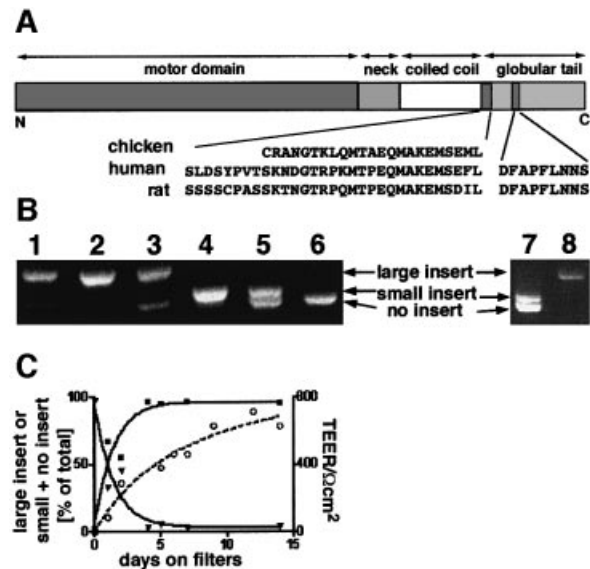 A
motor domain neck coiled coil globular tail
N C
chicken CRANGTKLQMTAEQMAKEMSEML
human SLDSYPVTSKNDGTRPKMTPEQMAKEMSEFL DFAPFLNNS
rat SSSSCPASSKTNGTRPQMTPEQMAKEMSDIL DFAPFLNNS
B
1 2 3 4 5 6 7 8
large insert
small insert
no insert
C
large insert or
small + no insert
[% of total]
100
50
0
800
400
0
TEER/Ωcm2
0 5 10 15
days on filters